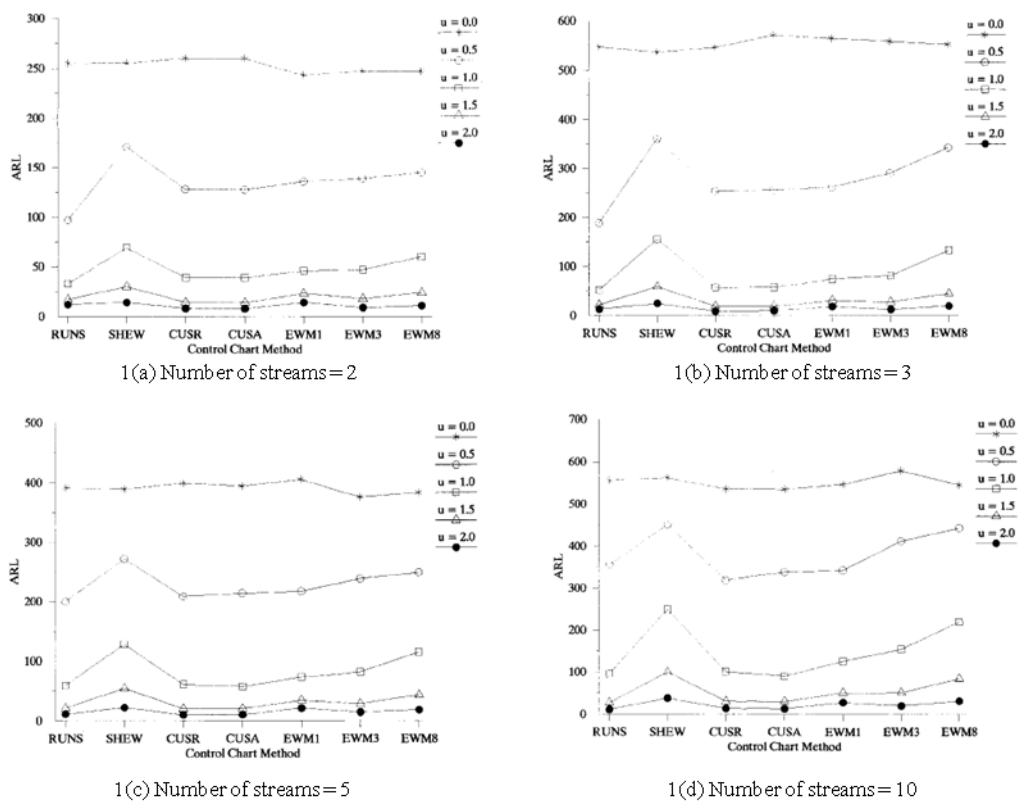 300
250
200
150
100
50
0
ARL
RUNS SHEW CUSR CUSA EWM1 EWM3 EWM8
Control Chart Method
u = 0.0
u = 0.5
u = 1.0
u = 1.5
u = 2.0
1(a) Number of streams=2
600
500
400
300
200
100
0
ARL
RUNS SHEW CUSR CUSA EWM1 EWM3 EWM8
Control Chart Method
u = 0.0
u = 0.5
u = 1.0
u = 1.5
u = 2.0
1(b) Number of streams=3
500
400
300
200
100
0
ARL
RUNS SHEW CUSR CUSA EWM1 EWM3 EWM8
Control Chart Method
u = 0.0
u = 0.5
u = 1.0
u = 1.5
u = 2.0
1(c) Number of streams=5
700
600
500
400
300
200
100
0
ARL
RUNS SHEW CUSR CUSA EWM1 EWM3 EWM8
Control Chart Method
u = 0.0
u = 0.5
u = 1.0
u = 1.5
u = 2.0
1(d) Number of streams=10